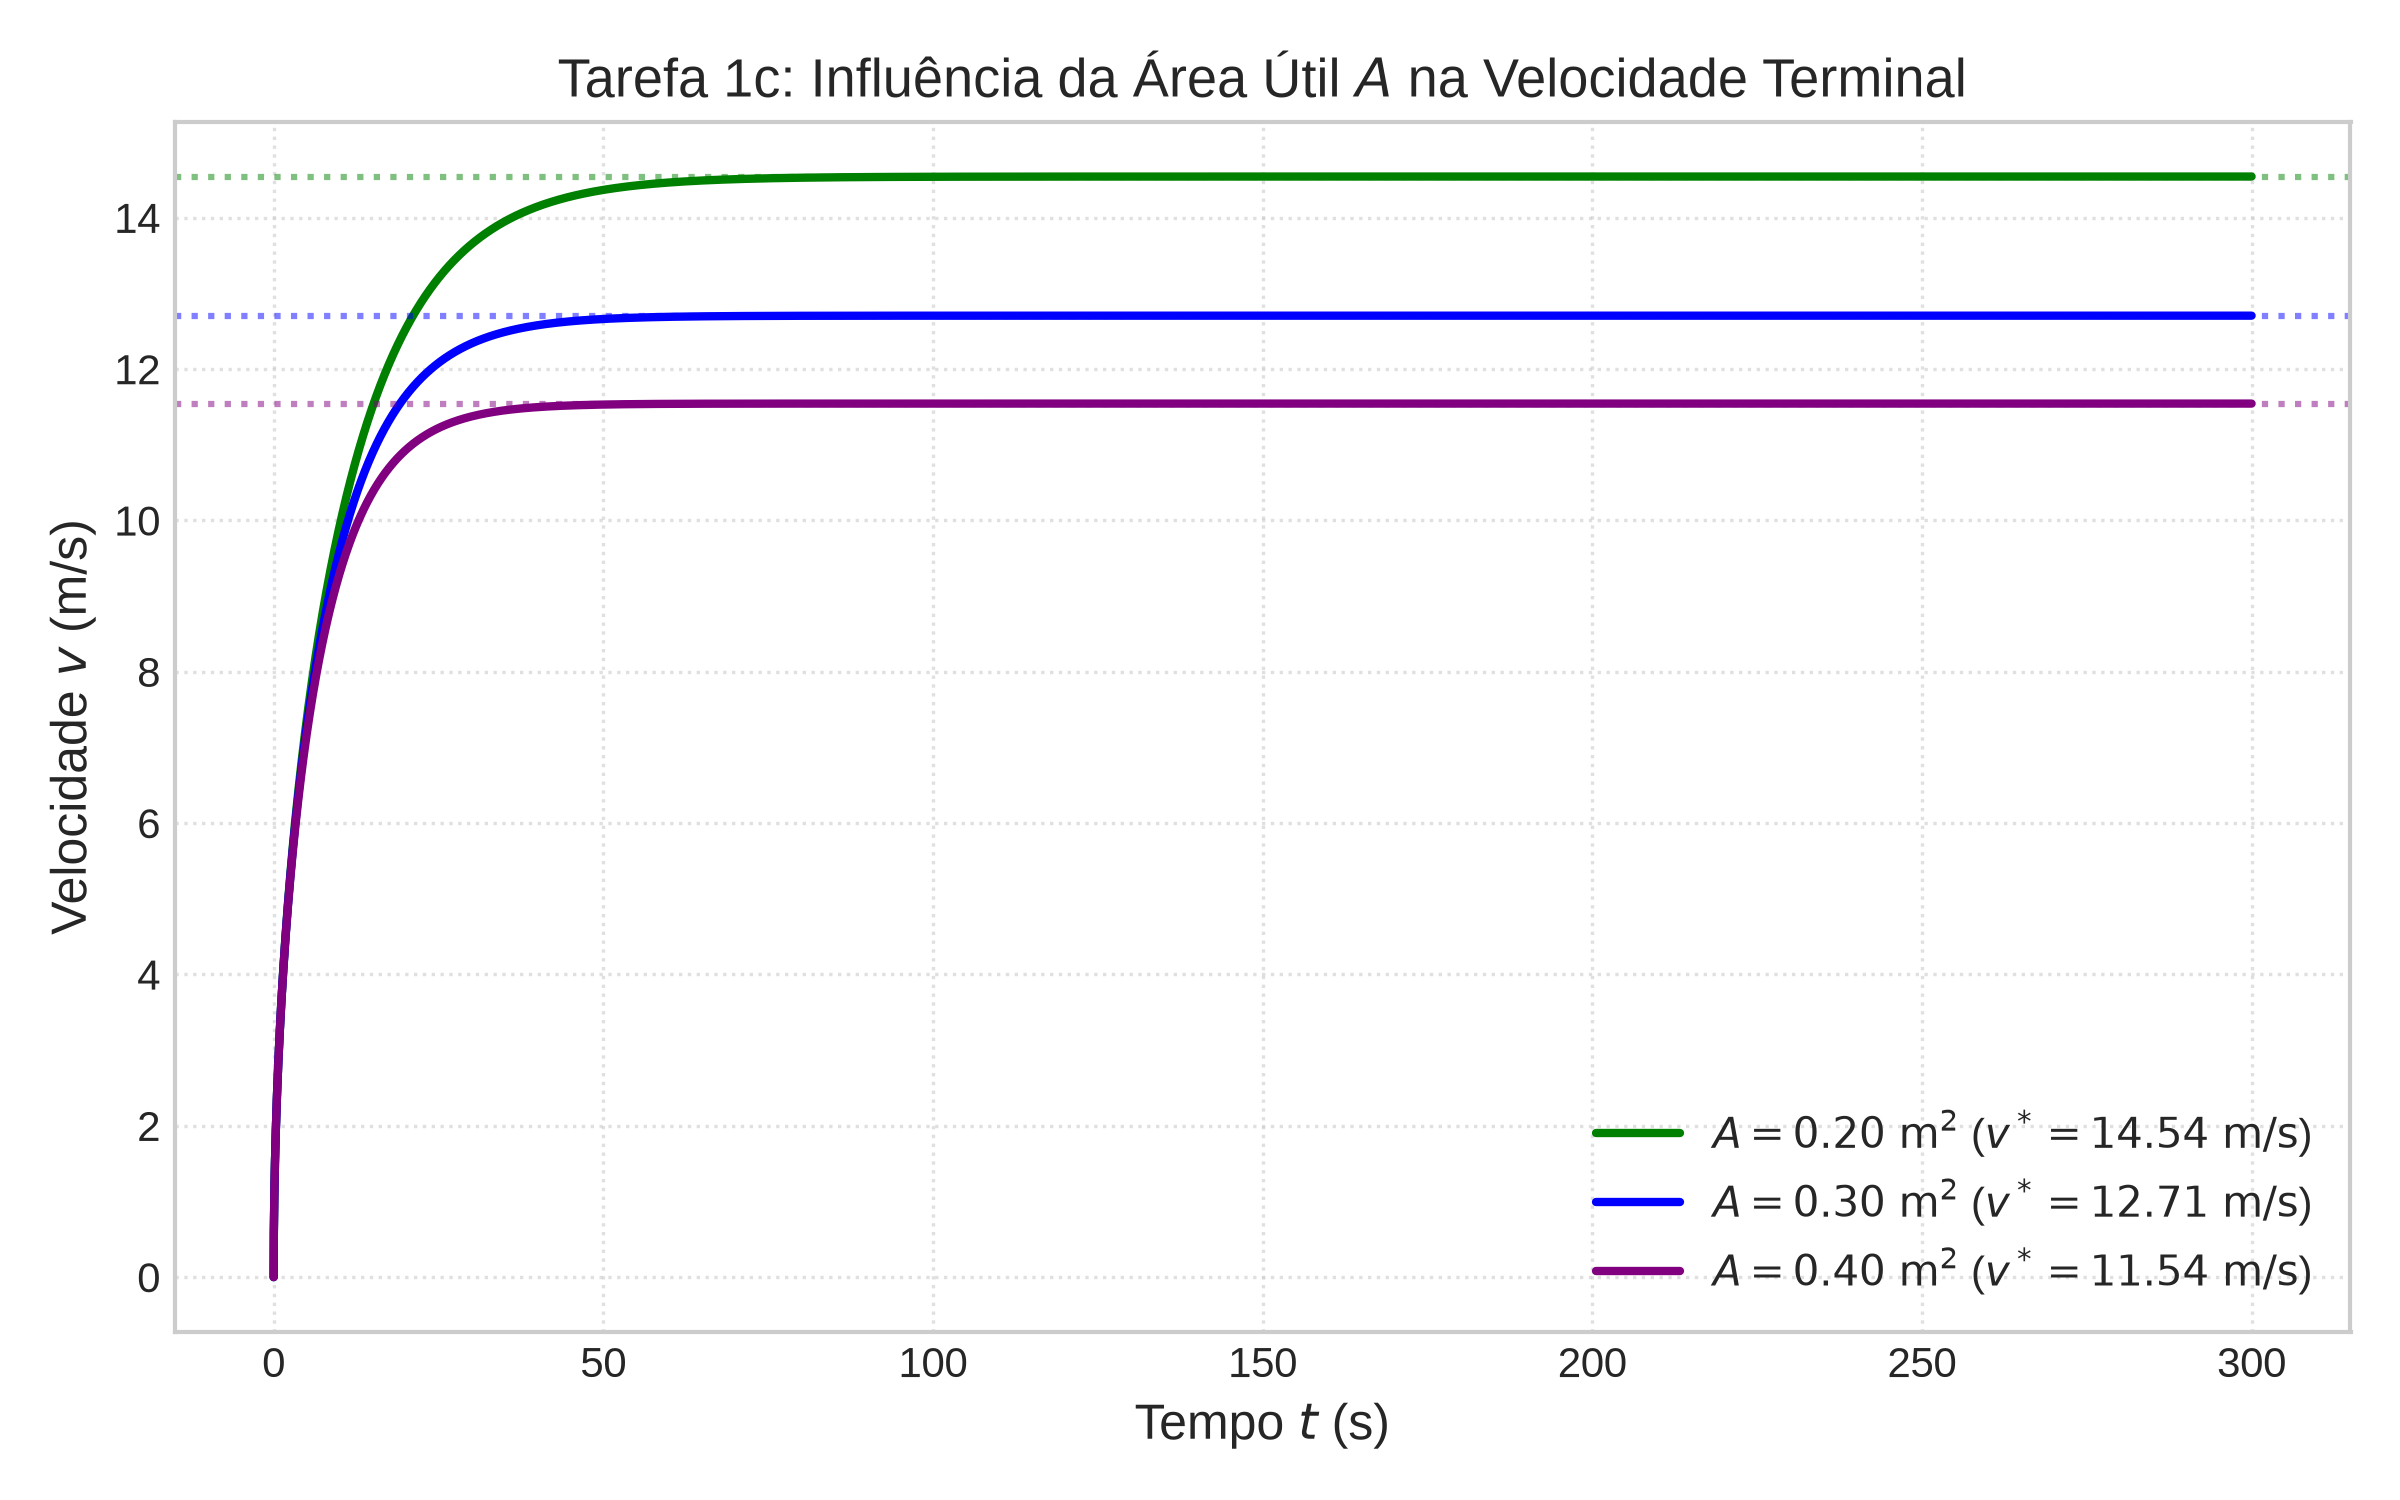 Tarefa 1c: Influência da Área Útil A na Velocidade Terminal
Velocidade v (m/s)
14
12
10
8
6
4
2
0
A = 0.20 m² (v* = 14.54 m/s)
A = 0.30 m² (v* = 12.71 m/s)
A = 0.40 m² (v* = 11.54 m/s)
0 50 100 150 200 250 300
Tempo t (s)